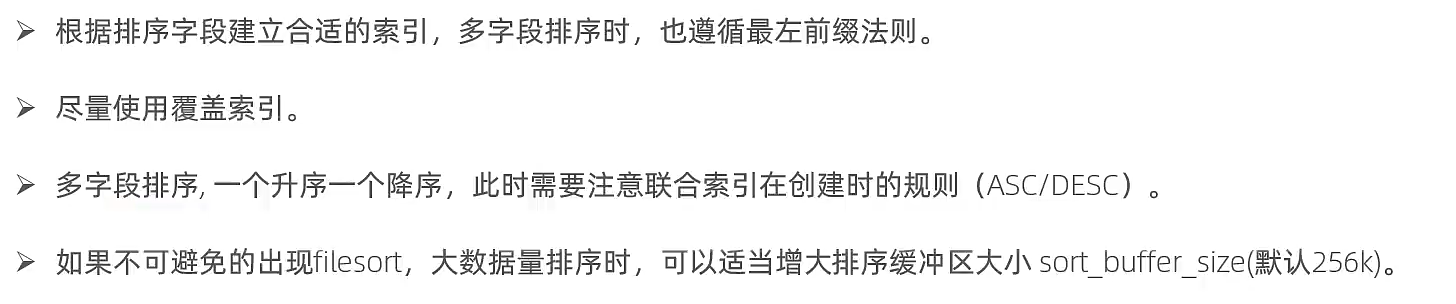 ➢ 根据排序字段建立合适的索引，多字段排序时，也遵循最左前缀法则。
➢ 尽量使用覆盖索引。
➢ 多字段排序, 一个升序一个降序，此时需要注意联合索引在创建时的规则（ASC/DESC）。
➢ 如果不可避免的出现filesort，大数据量排序时，可以适当增大排序缓冲区大小 sort_buffer_size(默认256k)。